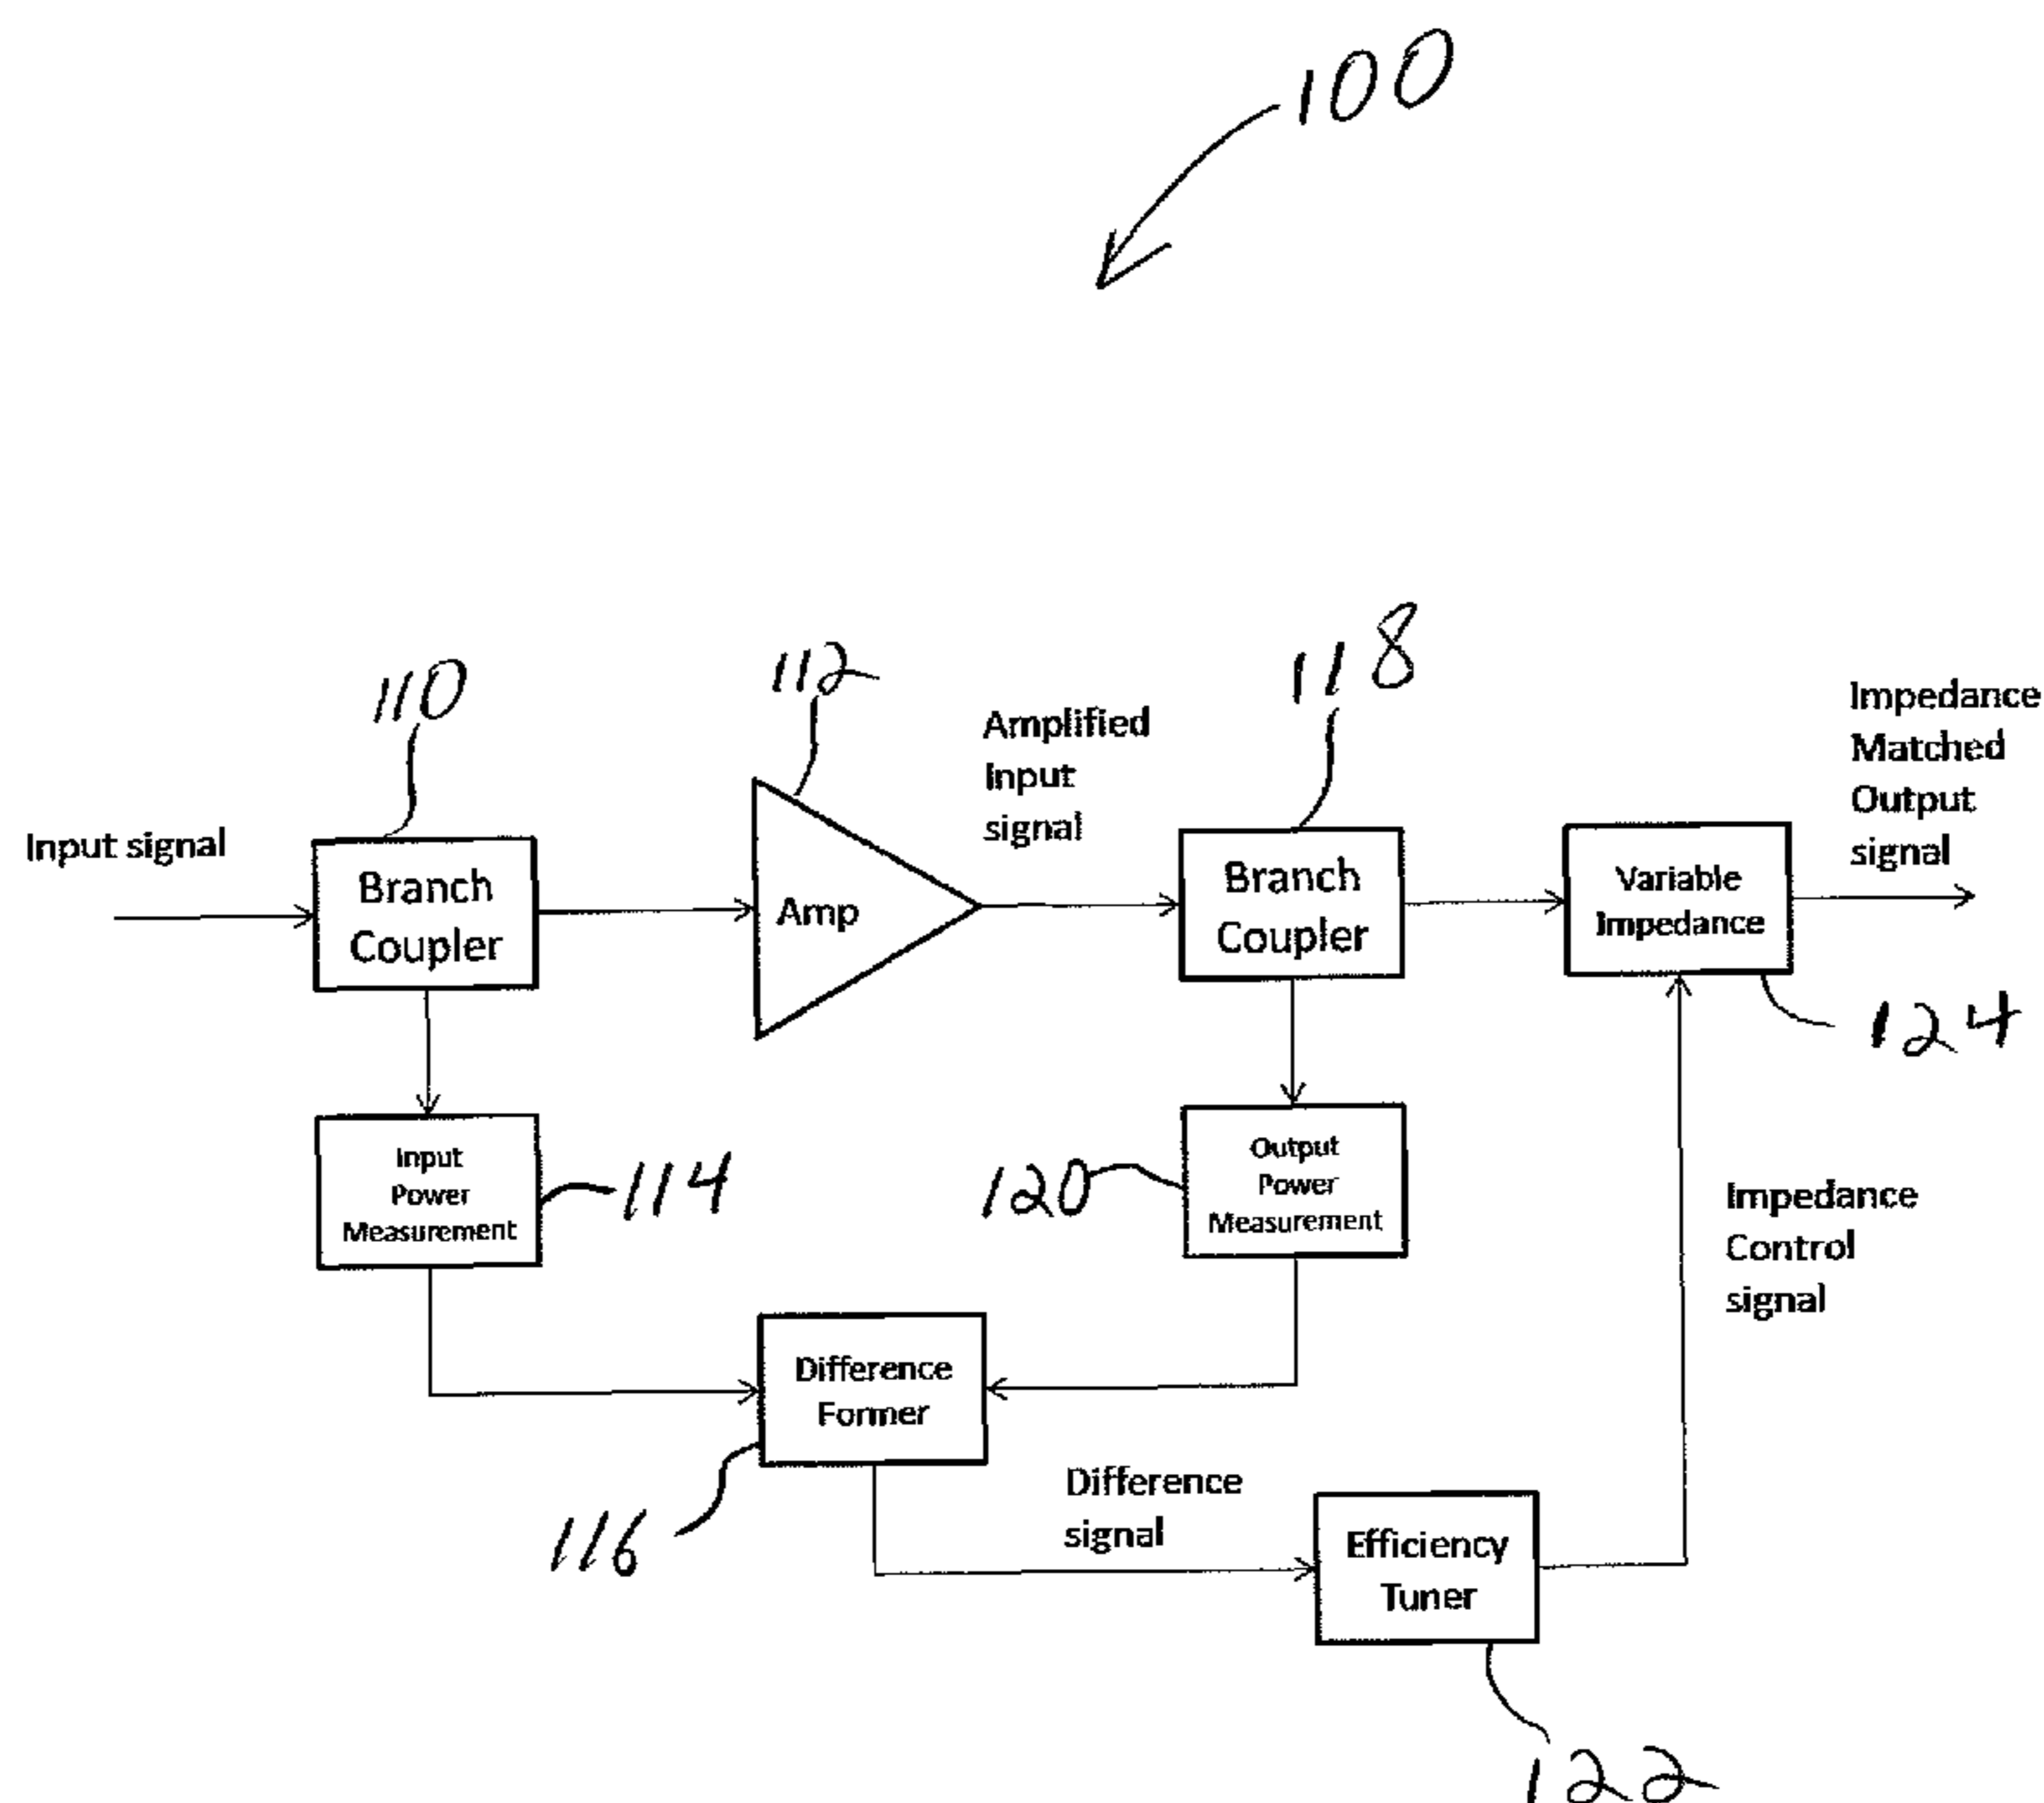 100
110
112
118
Amplified
Input
signal
Impedance
Matched
Output
signal
Input signal
Branch
Coupler
Amp
Branch
Coupler
Variable
Impedance
124
Input
Power
Measurement
114
120
Output
Power
Measurement
Impedance
Control
signal
Difference
Former
116
Difference
signal
Efficiency
Tuner
122